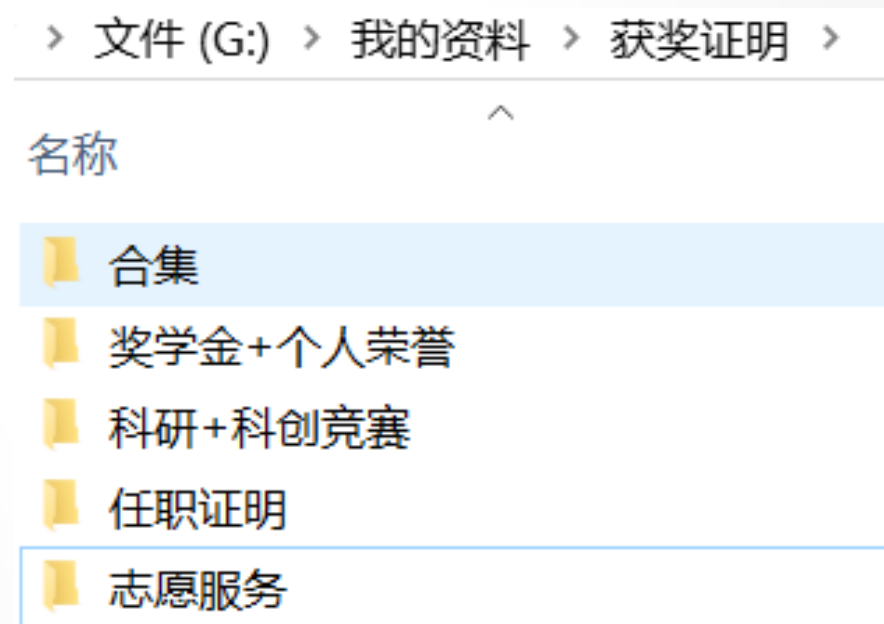 > 文件 (G:) > 我的资料 > 获奖证明 >
名称
合集
奖学金+个人荣誉
科研+科创竞赛
任职证明
志愿服务